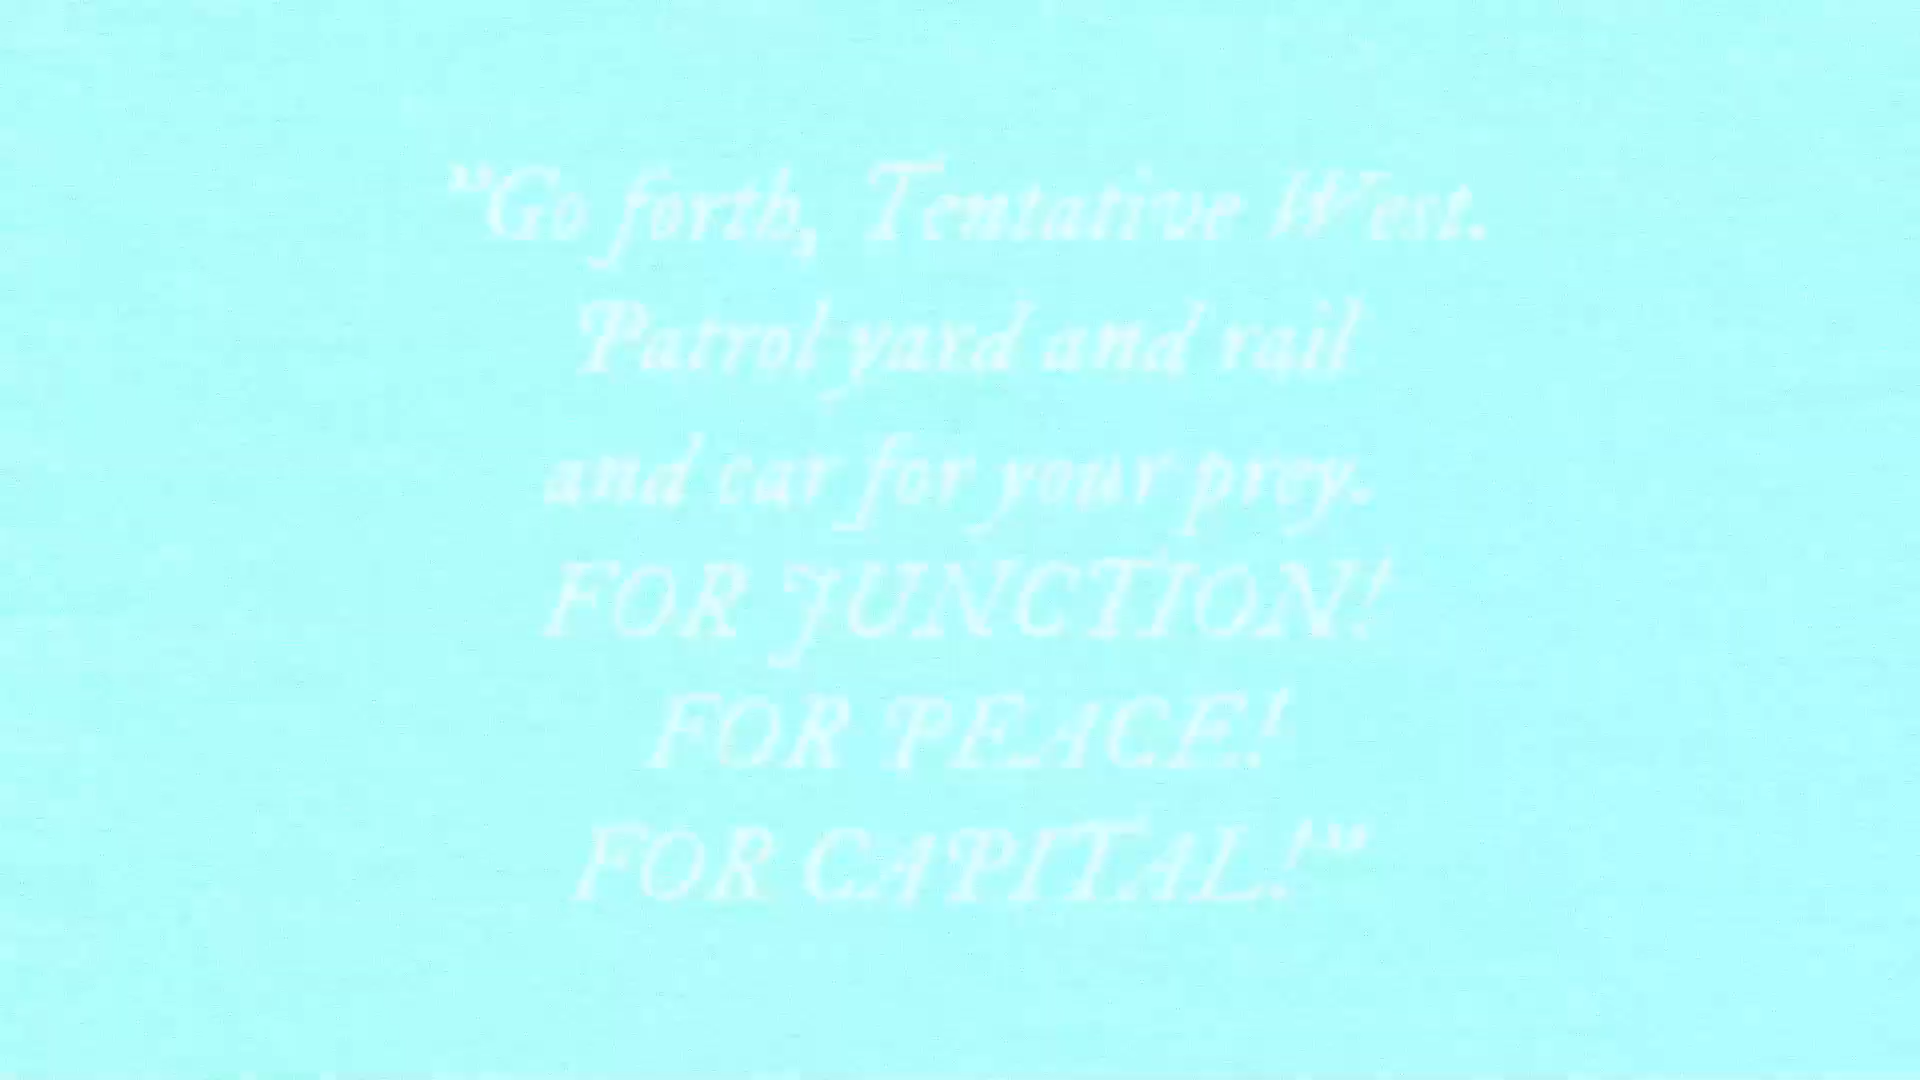 "Go forth, Tentative West.
Patrol yard and rail
and car for your prey.
FOR JUNCTION!
FOR PEACE!
FOR CAPITAL!"